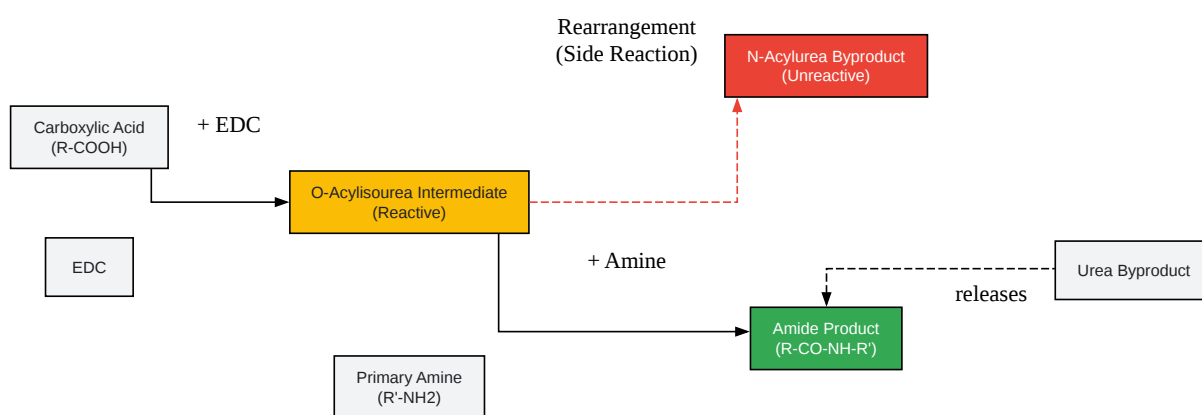 Rearrangement
(Side Reaction)
N-Acylurea Byproduct
(Unreactive)
Carboxylic Acid
(R-COOH)
+ EDC
O-Acylisourea Intermediate
(Reactive)
EDC
+ Amine
Urea Byproduct
releases
Amide Product
(R-CO-NH-R')
Primary Amine
(R'-NH2)